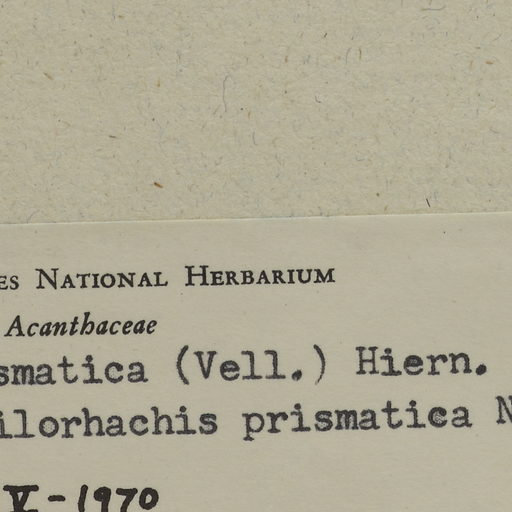 ES NATIONAL HERBARIUM
Acanthaceae
smatica (Vell.) Hiern.
ilorhachis prismatica N
V-1970